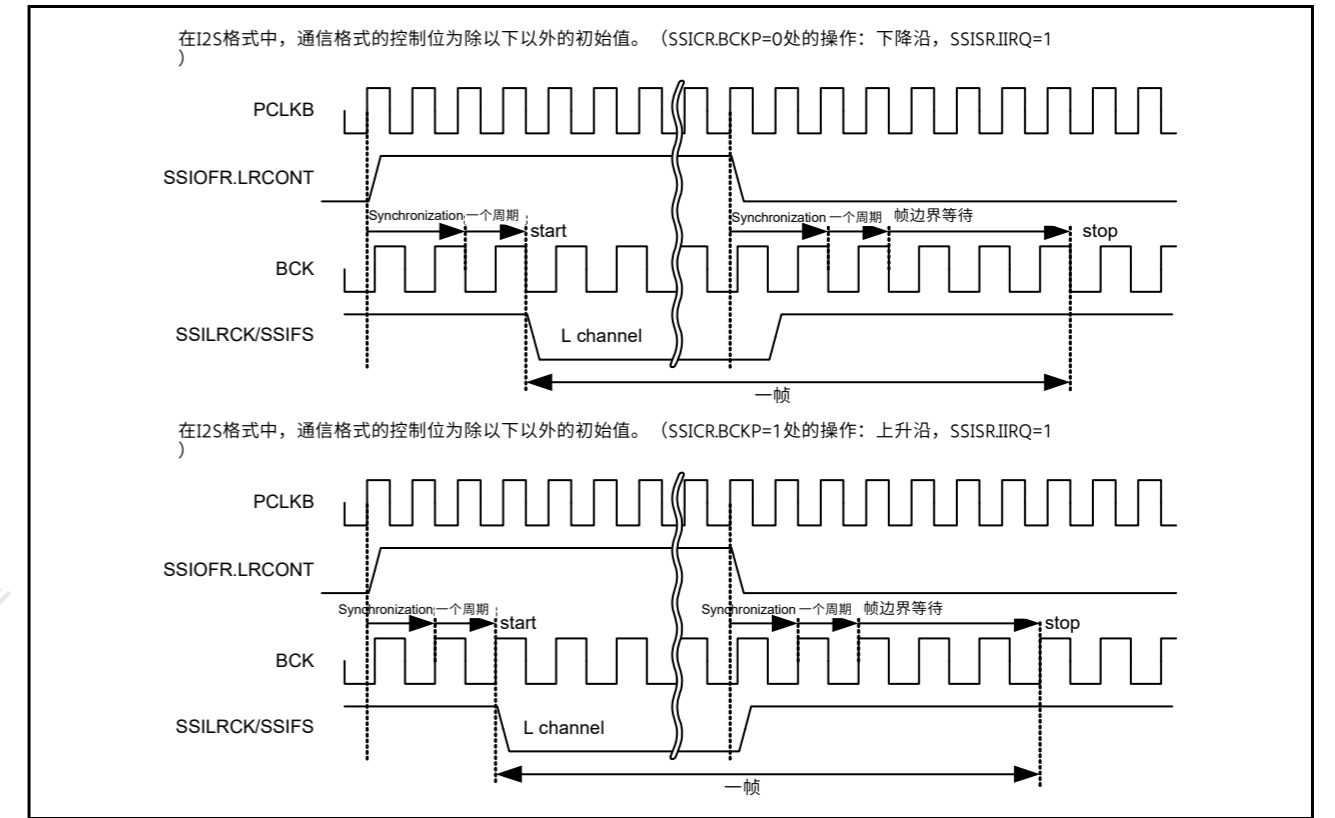 在I2S格式中，通信格式的控制位为除以下以外的初始值。（SSICR.BCKP=0处的操作：下降沿，SSISR.IIRQ=1
）
PCLKB
SSIOFR.LRCONT
Synchronization 一个周期
Synchronization 一个周期 帧边界等待
start
stop
BCK
SSILRCK/SSIFS
L channel
一帧
在I2S格式中，通信格式的控制位为除以下以外的初始值。（SSICR.BCKP=1处的操作：上升沿，SSISR.IIRQ=1
）
PCLKB
SSIOFR.LRCONT
Synchronization 一个周期
Synchronization 一个周期 帧边界等待
start
stop
BCK
SSILRCK/SSIFS
L channel
一帧